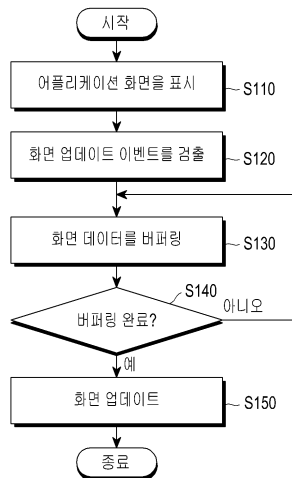 시작
어플리케이션 화면을 표시
S110
화면 업데이트 이벤트를 검출
S120
화면 데이터를 버퍼링
S130
S140
버퍼링 완료?
아니오
예
화면 업데이트
S150
종료